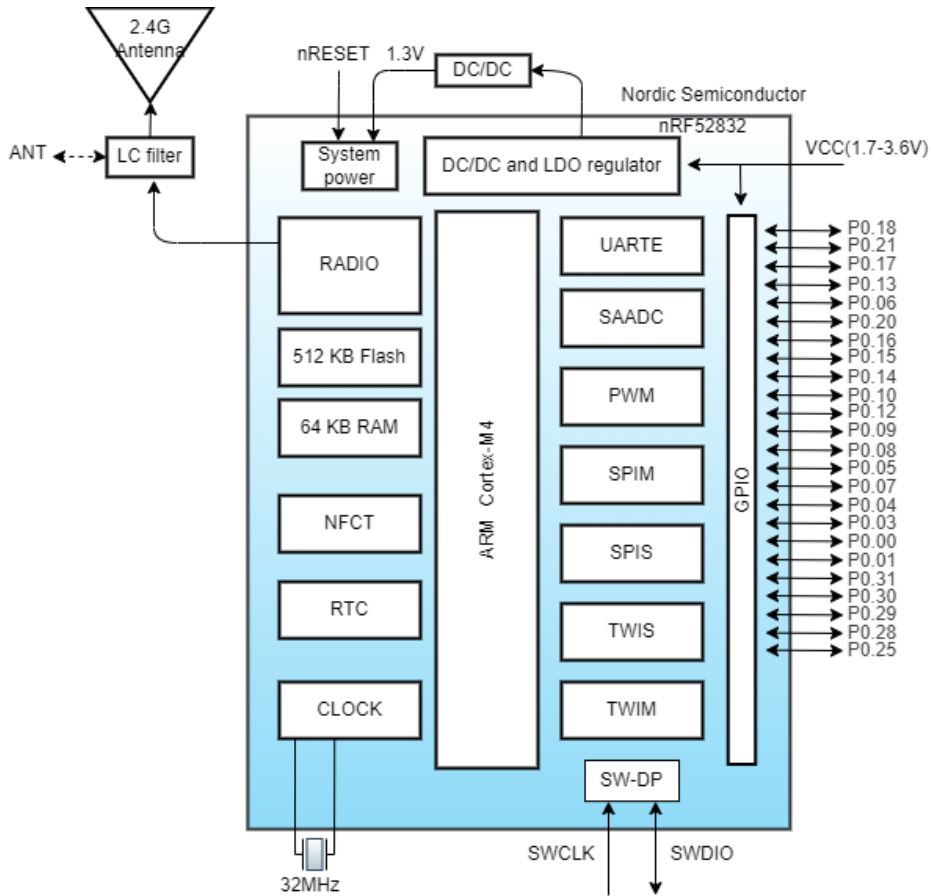 2.4G
Antenna
nRESET
1.3V
DC/DC
Nordic Semiconductor
nRF52832
ANT
LC filter
System
power
DC/DC and LDO regulator
VCC(1.7-3.6V)
RADIO
512 KB Flash
64 KB RAM
NFCT
RTC
CLOCK
32MHz
ARM Cortex-M4
UARTE
SAADC
PWM
SPIM
SPIS
TWIS
TWIM
SW-DP
SWCLK
SWDIO
GPIO
P0.18
P0.21
P0.17
P0.13
P0.06
P0.20
P0.16
P0.15
P0.14
P0.10
P0.12
P0.09
P0.08
P0.05
P0.07
P0.04
P0.03
P0.00
P0.01
P0.31
P0.30
P0.29
P0.28
P0.25